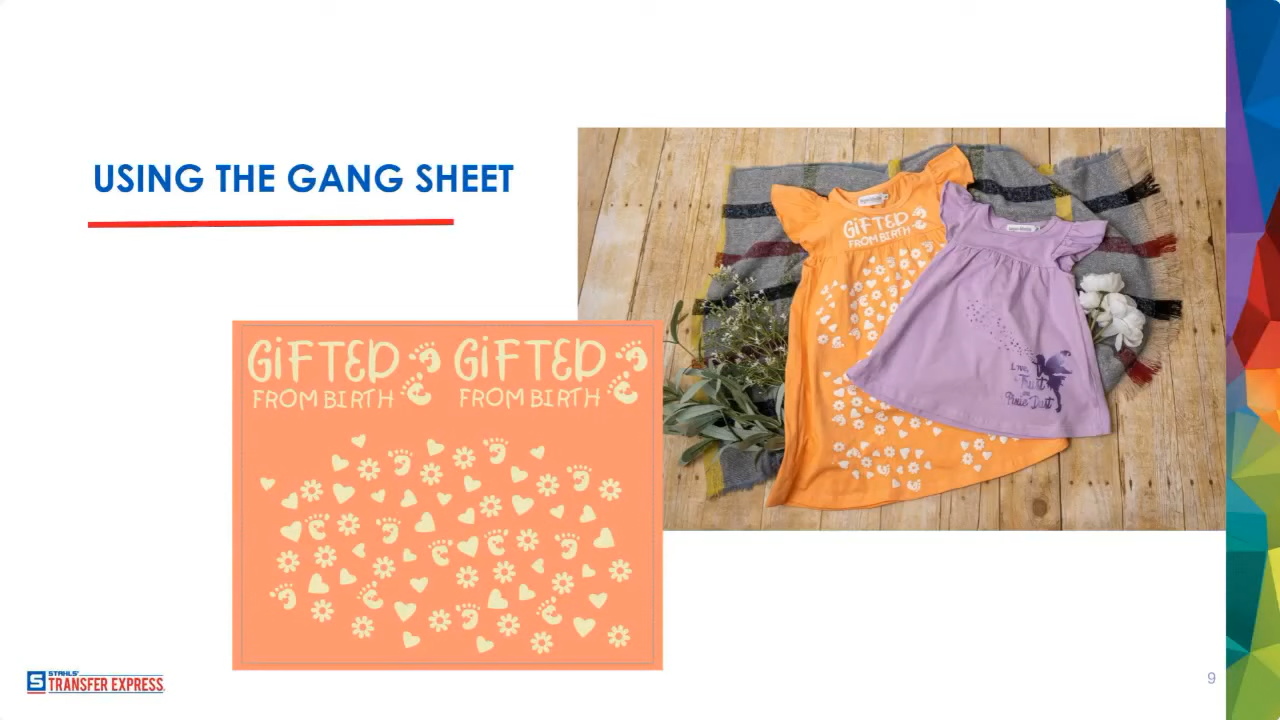 USING THE GANG SHEET
GiFTED
FROM BIRTH
GiFTED
FROM BIRTH
GiFTED
FROM BIRTH
Trust
Pixie Dust
STAHLS'
TRANSFER EXPRESS
9